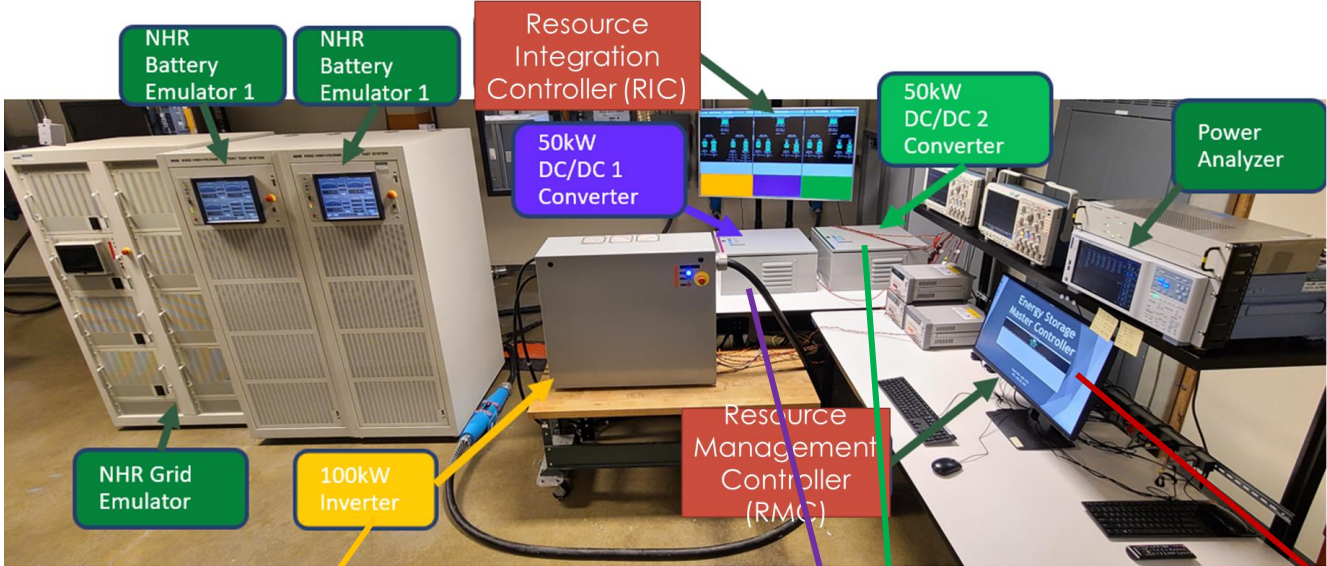 NHR
Battery
Emulator 1
NHR
Battery
Emulator 1
Resource
Integration
Controller (RIC)
50kW
DC/DC 1
Converter
50kW
DC/DC 2
Converter
Power
Analyzer
Energy Storage
Master Controller
NHR Grid
Emulator
100kW
Inverter
Resource
Management
Controller
(RMC)